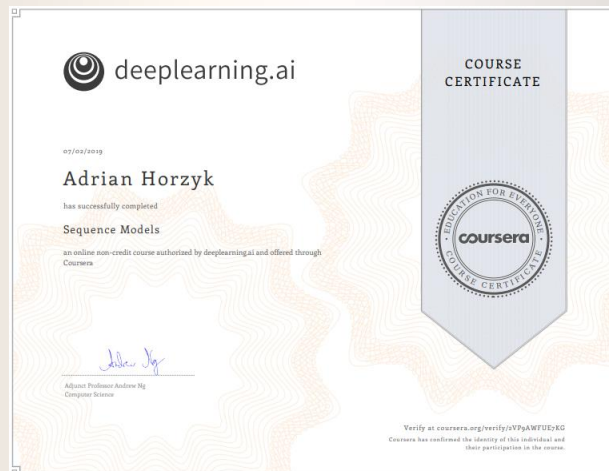 deeplearning.ai
COURSE
CERTIFICATE
07/02/2019
Adrian Horzyk
has successfully completed
Sequence Models
an online non-credit course authorized by deeplearning.ai and offered through
Coursera
EDUCATION FOR EVERYONE
coursera
COURSE CERTIFICATE
Adjunct Professor Andrew Ng
Computer Science
Verify at coursera.org/verify/2VP9AWFUE7KG
Coursera has confirmed the identity of this individual and
their participation in the course.